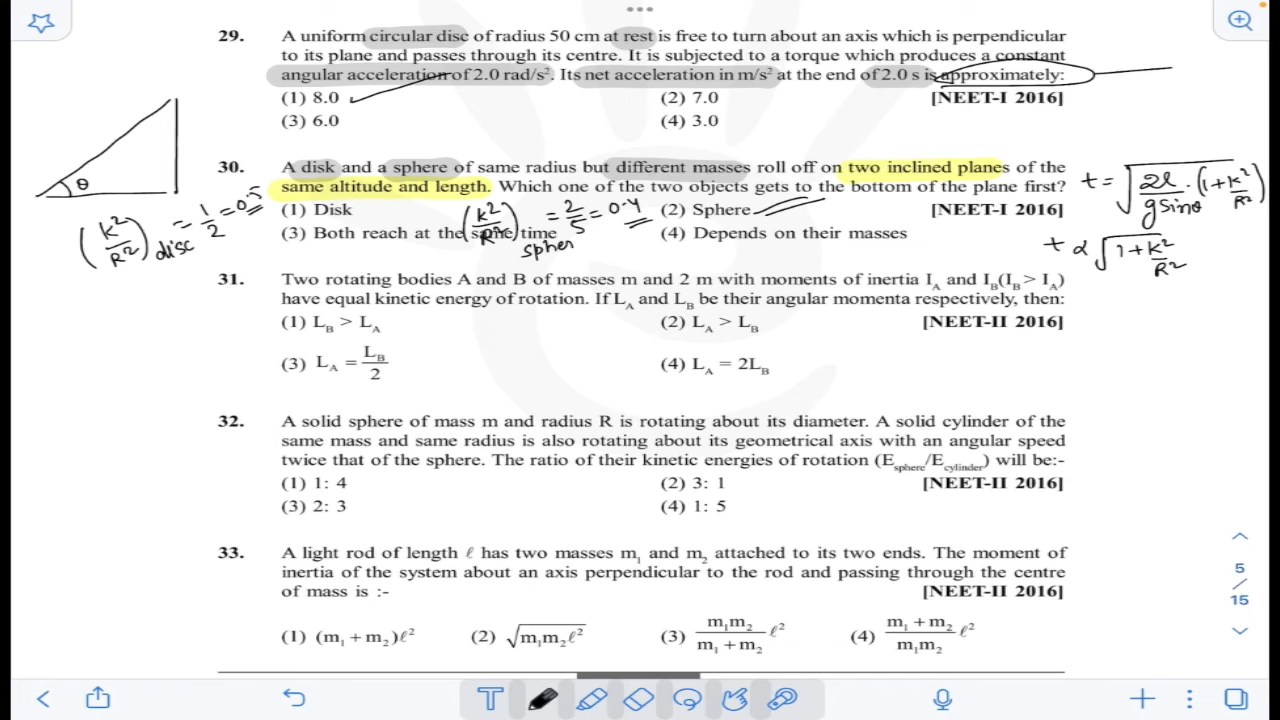 29. A uniform circular disc of radius 50 cm at rest is free to turn about an axis which is perpendicular
to its plane and passes through its centre. It is subjected to a torque which produces a constant
angular acceleration of 2.0 rad/s². Its net acceleration in m/s² at the end of 2.0 s is approximately:
(1) 8.0 (2) 7.0 [NEET-I 2016]
(3) 6.0 (4) 3.0
θ
30. A disk and a sphere of same radius but different masses roll off on two inclined planes of the
same altitude and length. Which one of the two objects gets to the bottom of the plane first?
(1) Disk (2) Sphere [NEET-I 2016]
(3) Both reach at the same time (4) Depends on their masses
(K²/R²) disc = 1/2 = 0.5
(K²/R²) spher = 2/5 = 0.4
t = √(2l/g sinθ · (1+K²/R²))
t α √(1+K²/R²)
31. Two rotating bodies A and B of masses m and 2 m with moments of inertia I_A and I_B(I_B > I_A)
have equal kinetic energy of rotation. If L_A and L_B be their angular momenta respectively, then:
(1) L_B > L_A (2) L_A > L_B [NEET-II 2016]
(3) L_A = L_B/2 (4) L_A = 2L_B
32. A solid sphere of mass m and radius R is rotating about its diameter. A solid cylinder of the
same mass and same radius is also rotating about its geometrical axis with an angular speed
twice that of the sphere. The ratio of their kinetic energies of rotation (E_sphere/E_cylinder) will be:-
(1) 1: 4 (2) 3: 1 [NEET-II 2016]
(3) 2: 3 (4) 1: 5
33. A light rod of length ℓ has two masses m₁ and m₂ attached to its two ends. The moment of
inertia of the system about an axis perpendicular to the rod and passing through the centre
of mass is :- [NEET-II 2016]
(1) (m₁ + m₂)ℓ² (2) √(m₁m₂ℓ²) (3) m₁m₂/(m₁ + m₂) ℓ² (4) (m₁ + m₂)/(m₁m₂) ℓ²
5
/
15
T